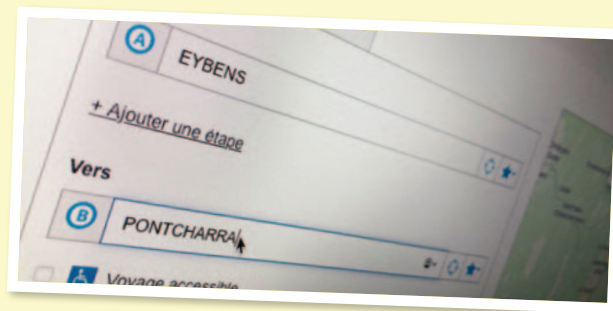 A
EYBENS
+ Ajouter une étape
Vers
B
PONTCHARRA
Voyage accessible